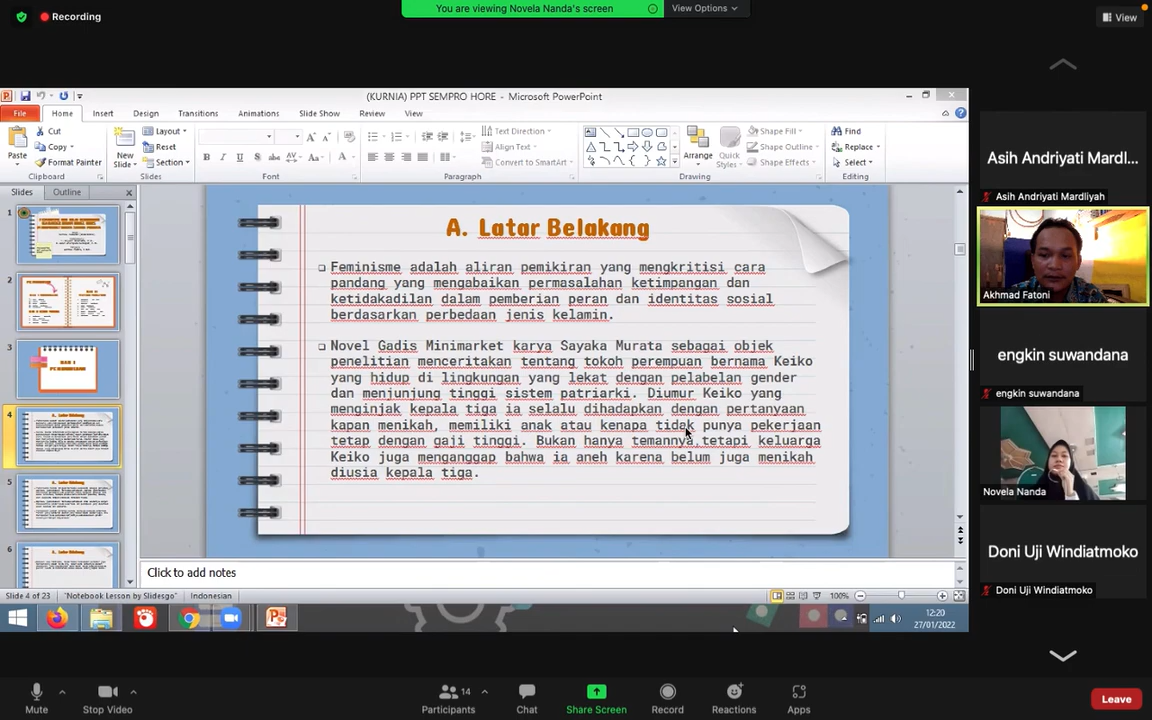 Recording
You are viewing Novela Nanda's screen
View Options
View
(KURNIA) PPT SEMPRO HORE - Microsoft PowerPoint
File Home Insert Design Transitions Animations Slide Show Review View
Paste
Cut
Copy
Format Painter
Clipboard
New Slide
Layout
Reset
Section
Slides
Font
Text Direction
Align Text
Convert to SmartArt
Paragraph
Arrange
Quick Styles
Shape Fill
Shape Outline
Shape Effects
Drawing
Find
Replace
Select
Editing
Slides Outline
1
2
3
4
5
6
A. Latar Belakang
Feminisme adalah aliran pemikiran yang mengkritisi cara
pandang yang mengabaikan permasalahan ketimpangan dan
ketidakadilan dalam pemberian peran dan identitas sosial
berdasarkan perbedaan jenis kelamin.
Novel Gadis Minimarket karya Sayaka Murata sebagai objek
penelitian menceritakan tentang tokoh perempuan bernama Keiko
yang hidup di lingkungan yang lekat dengan pelabelan gender
dan menjunjung tinggi sistem patriarki. Diumur Keiko yang
menginjak kepala tiga ia selalu dihadapkan dengan pertanyaan
kapan menikah, memiliki anak atau kenapa tidak punya pekerjaan
tetap dengan gaji tinggi. Bukan hanya temannya tetapi keluarga
Keiko juga menganggap bahwa ia aneh karena belum juga menikah
diusia kepala tiga.
Click to add notes
Slide 4 of 23 "Notebook Lesson by Slidesgo" Indonesian
100%
12:20
27/01/2022
Asih Andriyati Mardl...
Asih Andriyati Mardliyah
Akhmad Fatoni
engkin suwandana
engkin suwandana
Novela Nanda
Doni Uji Windiatmoko
Doni Uji Windiatmoko
Mute
Stop Video
Participants
14
Chat
Share Screen
Record
Reactions
Apps
Leave